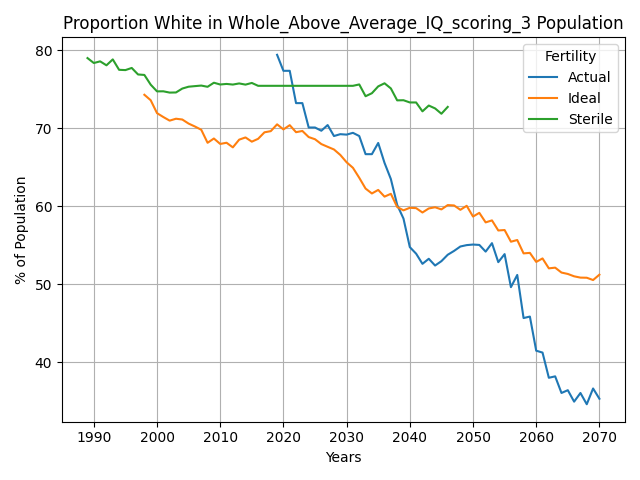 Proportion White in Whole_Above_Average_IQ_scoring_3 Population
% of Population
80
70
60
50
40
Fertility
Actual
Ideal
Sterile
1990
2000
2010
2020
2030
2040
2050
2060
2070
Years